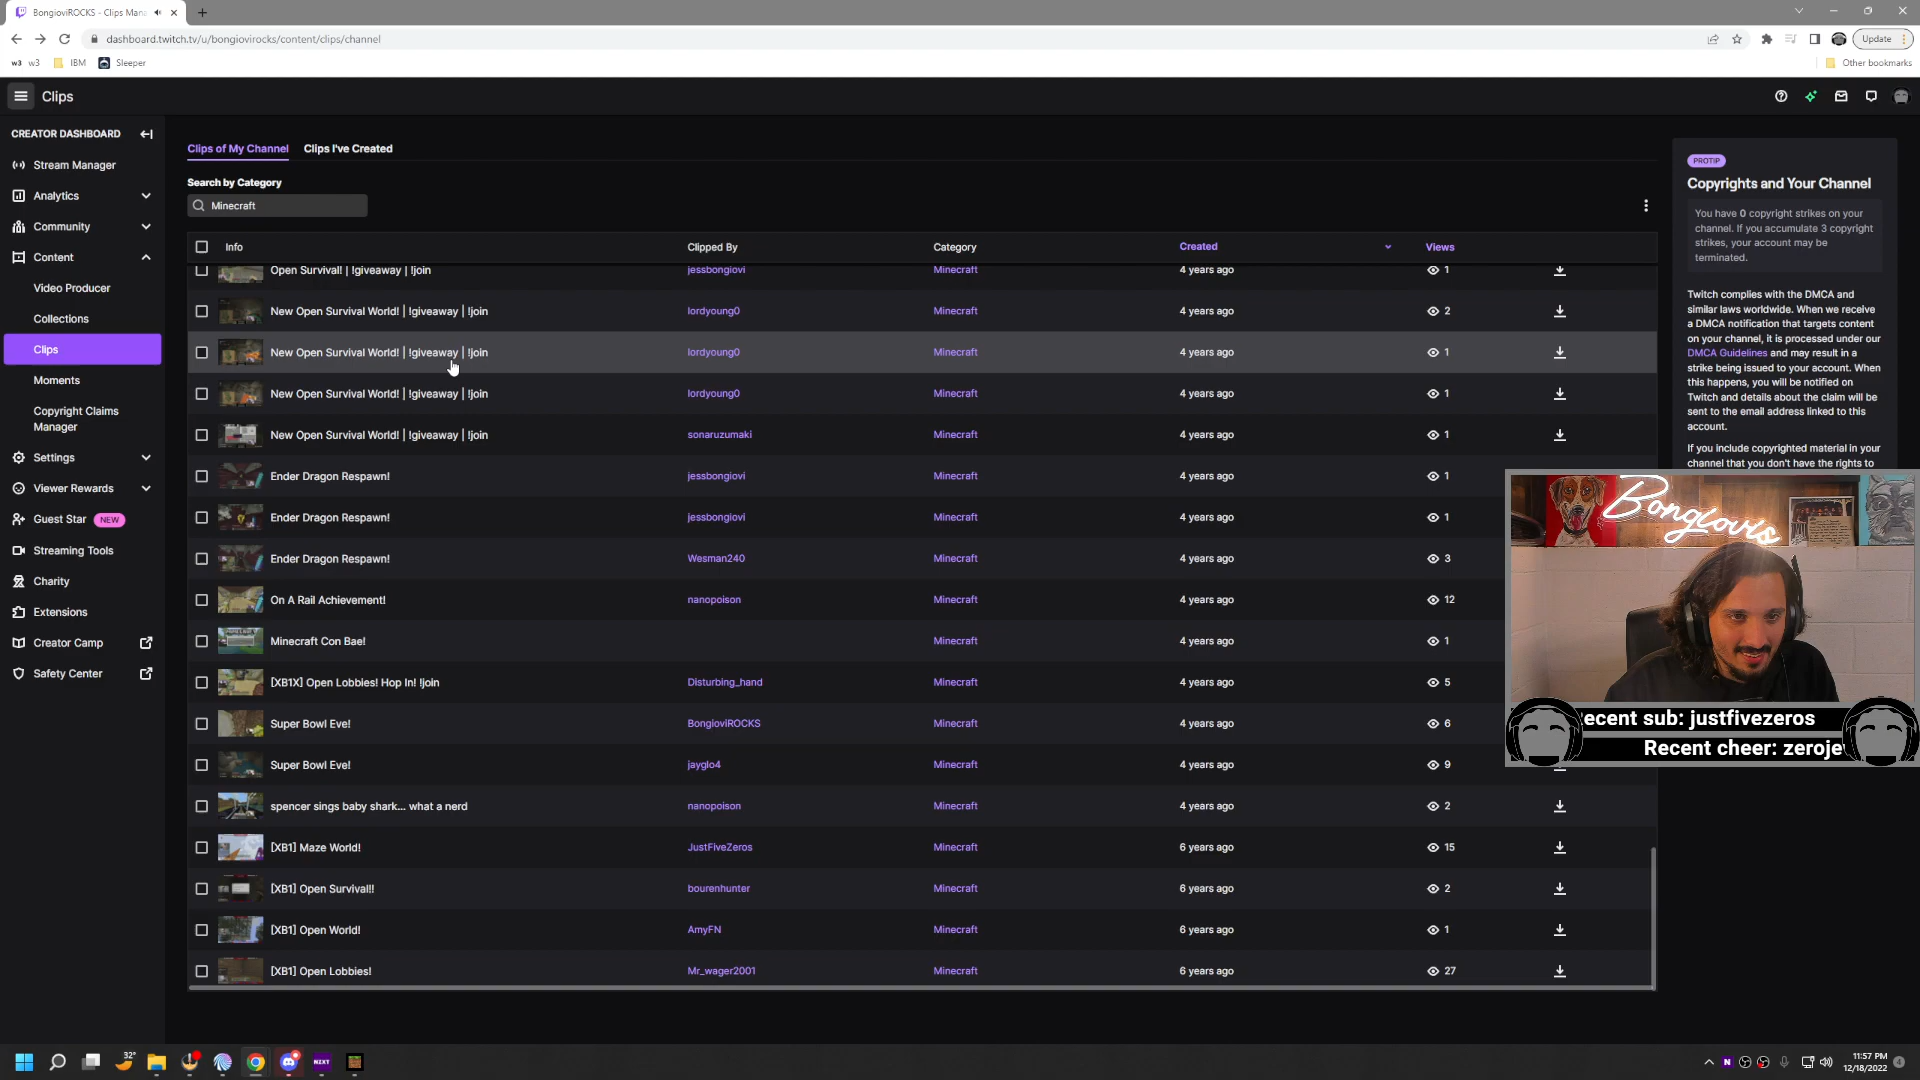 BongioviROCKS - Clips Mana
dashboard.twitch.tv/u/bongiovirocks/content/clips/channel
Update
w3 w3 IBM Sleeper
Other bookmarks
Clips
CREATOR DASHBOARD
Stream Manager
Analytics
Community
Content
Video Producer
Collections
Clips
Moments
Copyright Claims
Manager
Settings
Viewer Rewards
Guest Star NEW
Streaming Tools
Charity
Extensions
Creator Camp
Safety Center
Clips of My Channel Clips I've Created
Search by Category
Minecraft
Info Clipped By Category Created Views
Open Survival! | !giveaway | !join jessbongiovi Minecraft 4 years ago 1
New Open Survival World! | !giveaway | !join lordyoung0 Minecraft 4 years ago 2
New Open Survival World! | !giveaway | !join lordyoung0 Minecraft 4 years ago 1
New Open Survival World! | !giveaway | !join lordyoung0 Minecraft 4 years ago 1
New Open Survival World! | !giveaway | !join sonaruzumaki Minecraft 4 years ago 1
Ender Dragon Respawn! jessbongiovi Minecraft 4 years ago 1
Ender Dragon Respawn! jessbongiovi Minecraft 4 years ago 1
Ender Dragon Respawn! Wesman240 Minecraft 4 years ago 3
On A Rail Achievement! nanopoison Minecraft 4 years ago 12
Minecraft Con Bae! Minecraft 4 years ago 1
[XB1X] Open Lobbies! Hop In! !join Disturbing_hand Minecraft 4 years ago 5
Super Bowl Eve! BongioviROCKS Minecraft 4 years ago 6
Super Bowl Eve! jayglo4 Minecraft 4 years ago 9
spencer sings baby shark... what a nerd nanopoison Minecraft 4 years ago 2
[XB1] Maze World! JustFiveZeros Minecraft 6 years ago 15
[XB1] Open Survival!! bourenhunter Minecraft 6 years ago 2
[XB1] Open World! AmyFN Minecraft 6 years ago 1
[XB1] Open Lobbies! Mr_wager2001 Minecraft 6 years ago 27
PROTIP
Copyrights and Your Channel
You have 0 copyright strikes on your
channel. If you accumulate 3 copyright
strikes, your account may be
terminated.
Twitch complies with the DMCA and
similar laws worldwide. When we receive
a DMCA notification that targets content
on your channel, it is processed under our
DMCA Guidelines and may result in a
strike being issued to your account. When
this happens, you will be notified on
Twitch and details about the claim will be
sent to the email address linked to this
account.
If you include copyrighted material in your
channel that you don't have the rights to
Bongiovis
ecent sub: justfivezeros
Recent cheer: zeroje
32°
NZXT
11:57 PM
12/18/2022
4